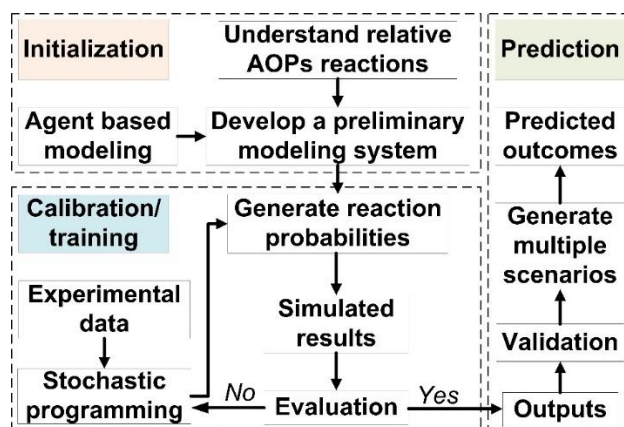 Initialization
Understand relative
AOPs reactions
Agent based
modeling
Develop a preliminary
modeling system
Calibration/
training
Generate reaction
probabilities
Experimental
data
Simulated
results
Stochastic
programming
No
Evaluation
Yes
Prediction
Predicted
outcomes
Generate
multiple
scenarios
Validation
Outputs